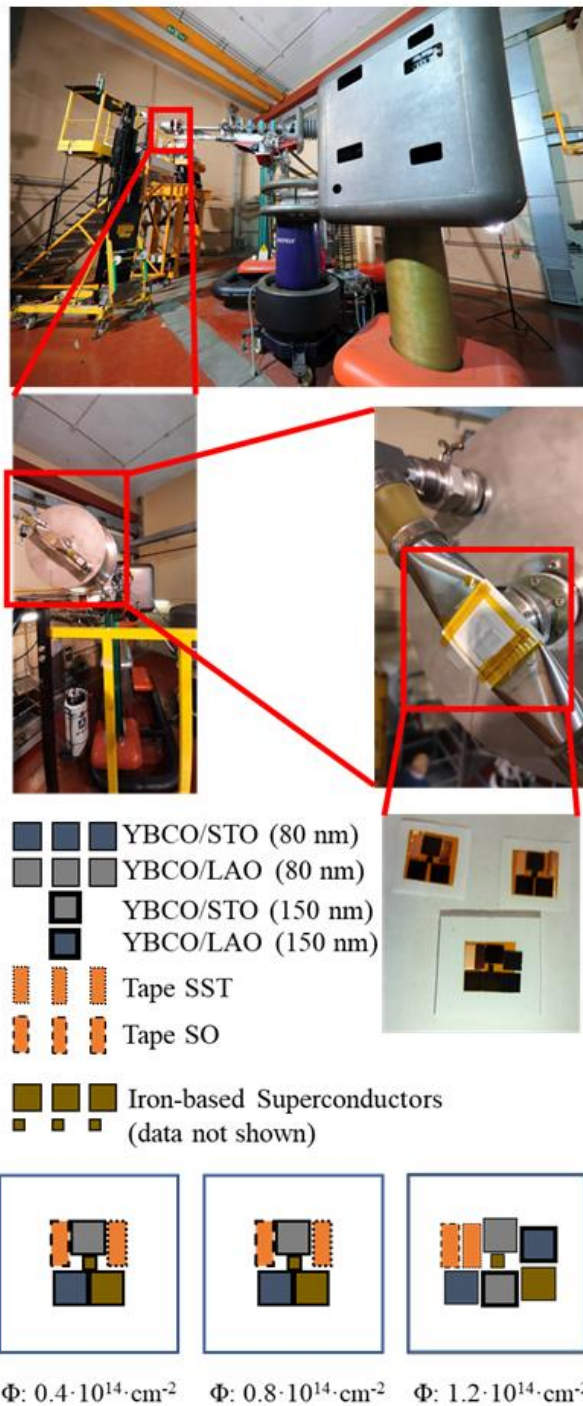 YBCO/STO (80 nm)
YBCO/LAO (80 nm)
YBCO/STO (150 nm)
YBCO/LAO (150 nm)
Tape SST
Tape SO
Iron-based Superconductors
(data not shown)
Φ: 0.4·10¹⁴·cm⁻² Φ: 0.8·10¹⁴·cm⁻² Φ: 1.2·10¹⁴·cm⁻²